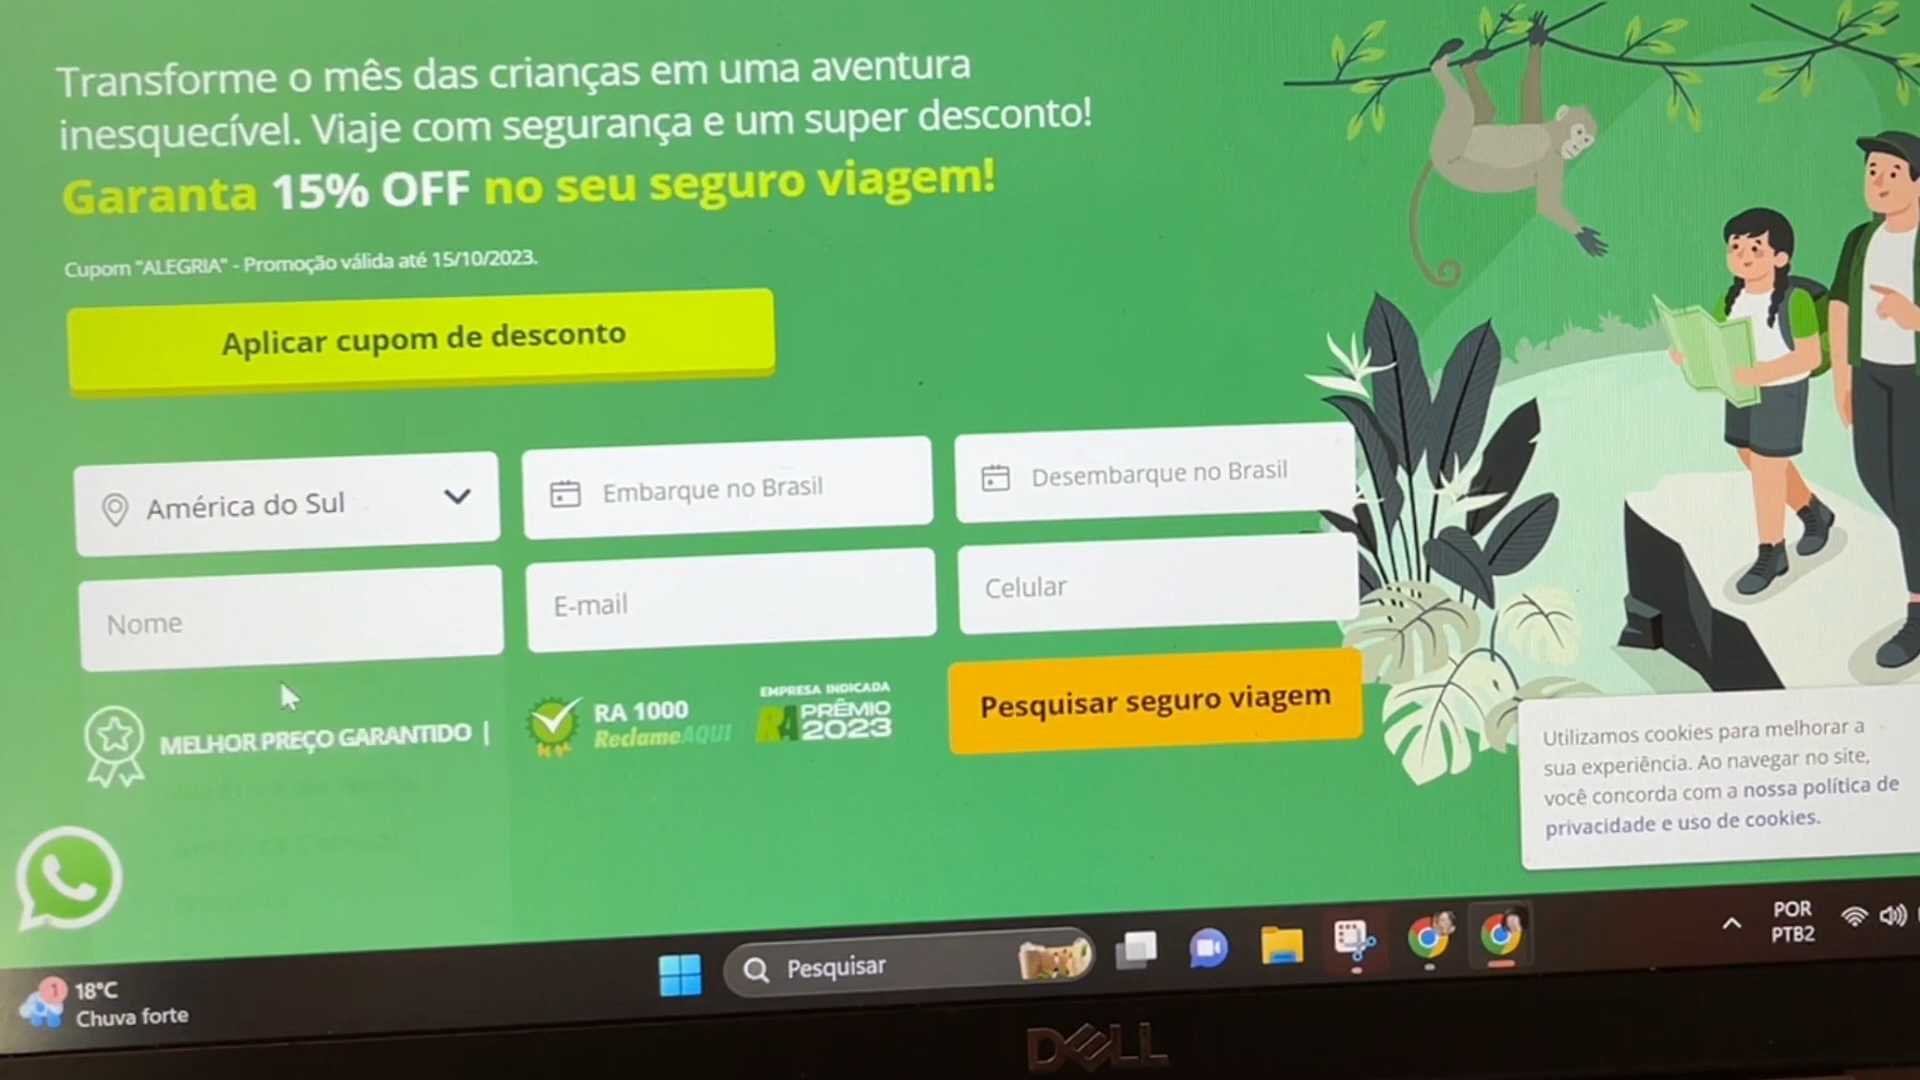 Transforme o mês das crianças em uma aventura
inesquecível. Viaje com segurança e um super desconto!
Garanta 15% OFF no seu seguro viagem!
Cupom "ALEGRIA" - Promoção válida até 15/10/2023.
Aplicar cupom de desconto
América do Sul
Embarque no Brasil
Desembarque no Brasil
Nome
E-mail
Celular
MELHOR PREÇO GARANTIDO |
RA 1000
ReclameAQUI
EMPRESA INDICADA
RA PRÊMIO
2023
Pesquisar seguro viagem
Utilizamos cookies para melhorar a
sua experiência. Ao navegar no site,
você concorda com a nossa política de
privacidade e uso de cookies.
1
18°C
Chuva forte
Pesquisar
POR
PTB2
DELL